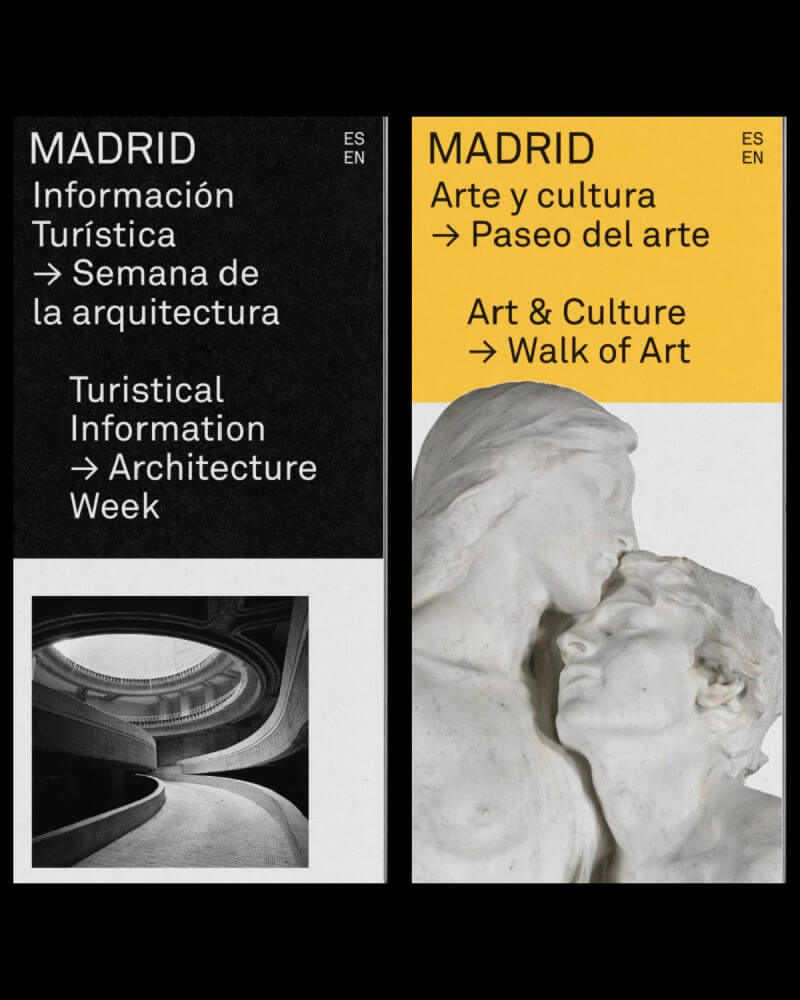 MADRID
ES
EN
Información
Turística
→ Semana de
la arquitectura
Turistical
Information
→ Architecture
Week
MADRID
ES
EN
Arte y cultura
→ Paseo del arte
Art & Culture
→ Walk of Art